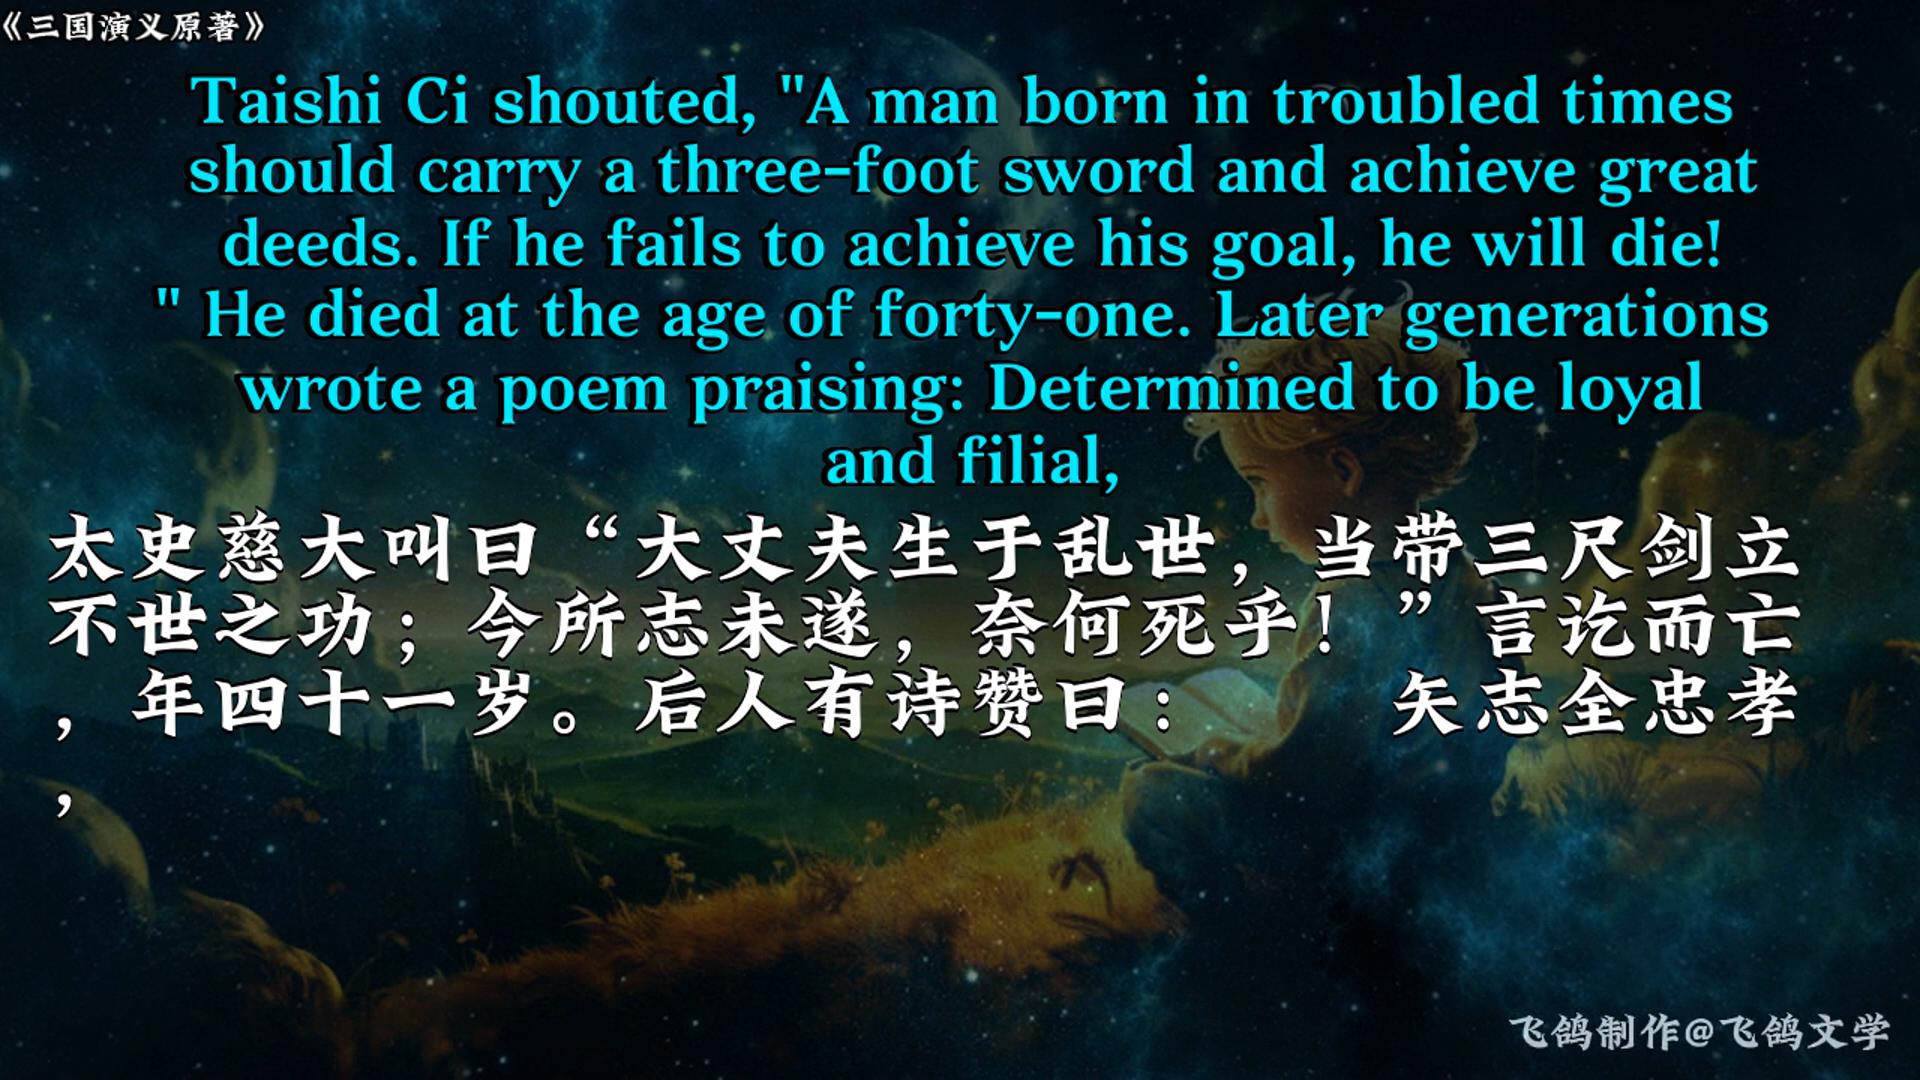 《三国演义原著》
Taishi Ci shouted, "A man born in troubled times
should carry a three-foot sword and achieve great
deeds. If he fails to achieve his goal, he will die!
" He died at the age of forty-one. Later generations
wrote a poem praising: Determined to be loyal
and filial,
太史慈大叫曰“大丈夫生于乱世，当带三尺剑立
不世之功；今所志未遂，奈何死乎！”言讫而亡
，年四十一岁。后人有诗赞曰：　　矢志全忠孝
，
飞鸽制作@飞鸽文学